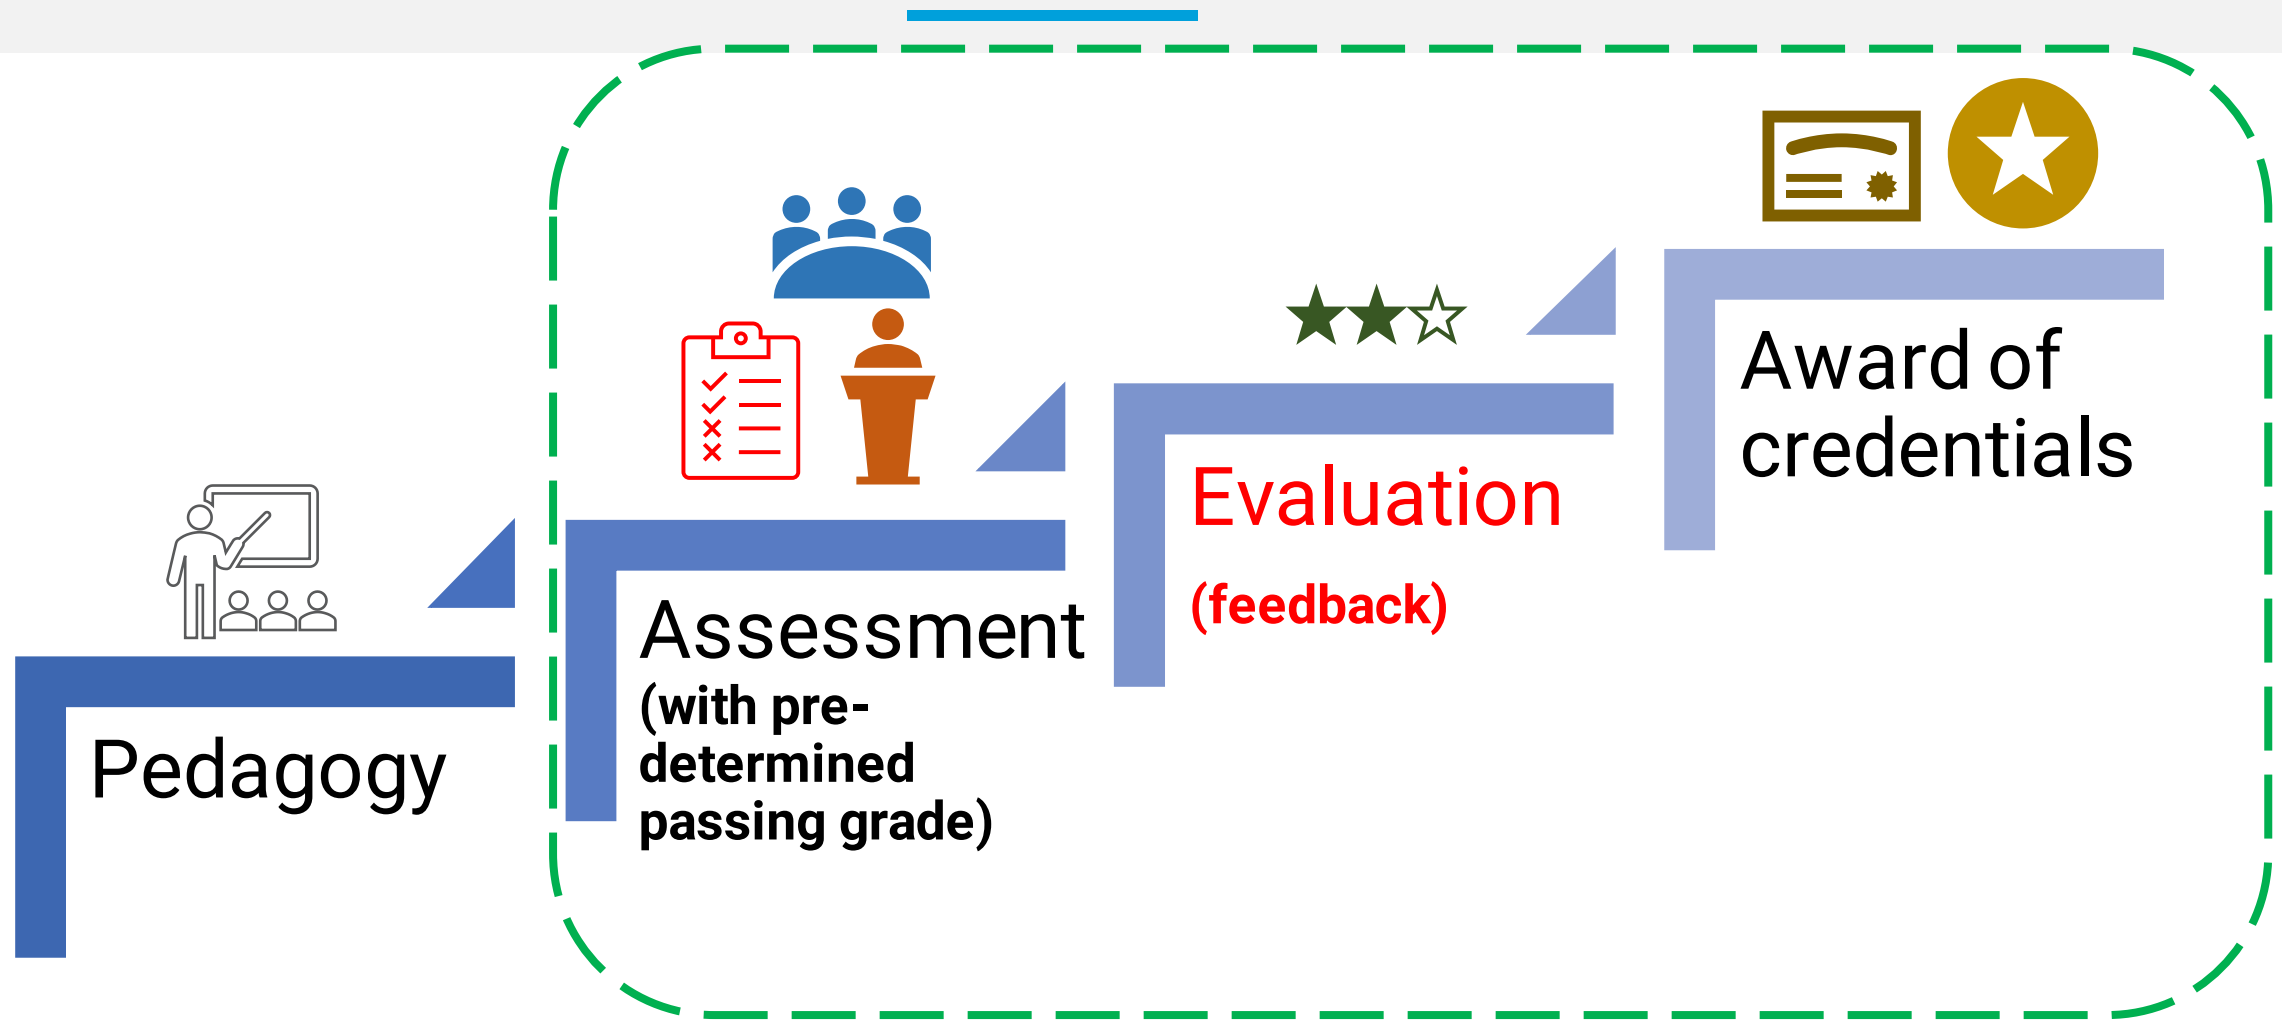 Pedagogy
Assessment
(with pre-
determined
passing grade)
Evaluation
(feedback)
Award of
credentials